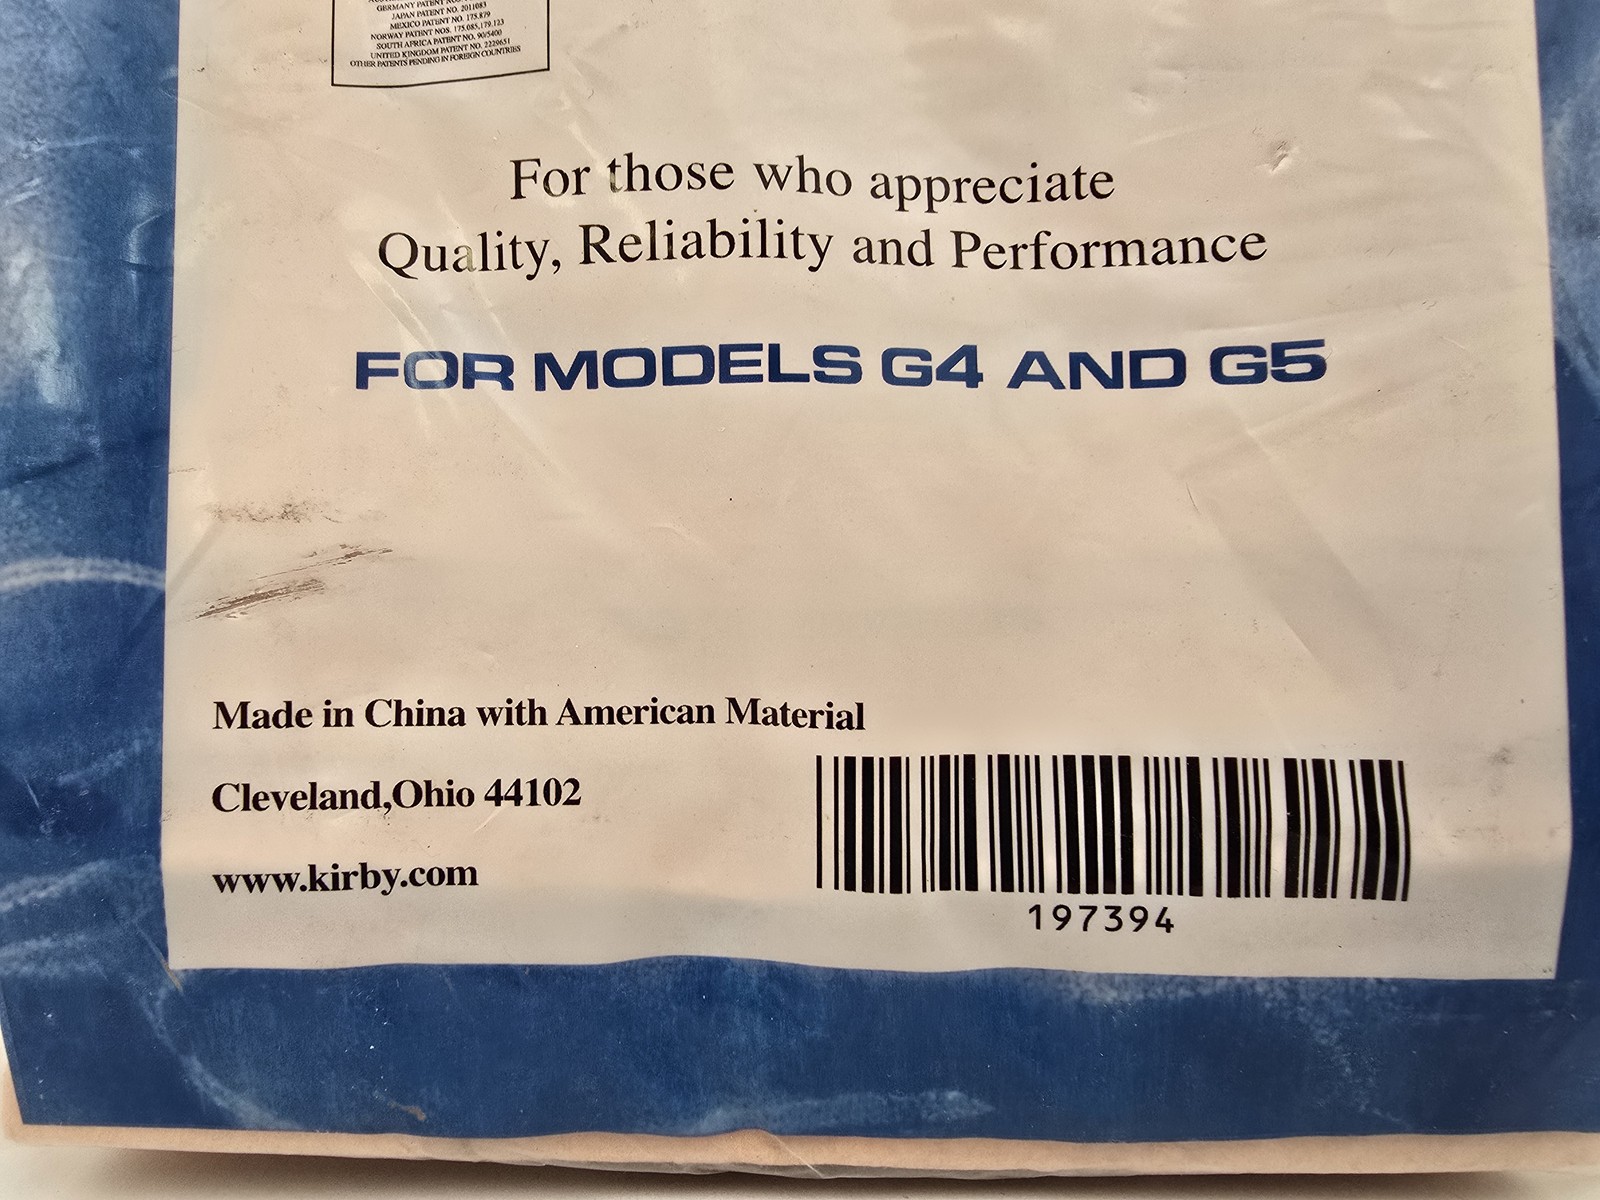 GERMANY PATENT NO.
JAPAN PATENT NO. 2011083
MEXICO PATENT NO. 175.879
NORWAY PATENT NOS. 175.085,179.123
SOUTH AFRICA PATENT NO. 90/5400
UNITED KINGDOM PATENT NO. 2229651
OTHER PATENTS PENDING IN FOREIGN COUNTRIES
For those who appreciate
Quality, Reliability and Performance
FOR MODELS G4 AND G5
Made in China with American Material
Cleveland,Ohio 44102
www.kirby.com
197394